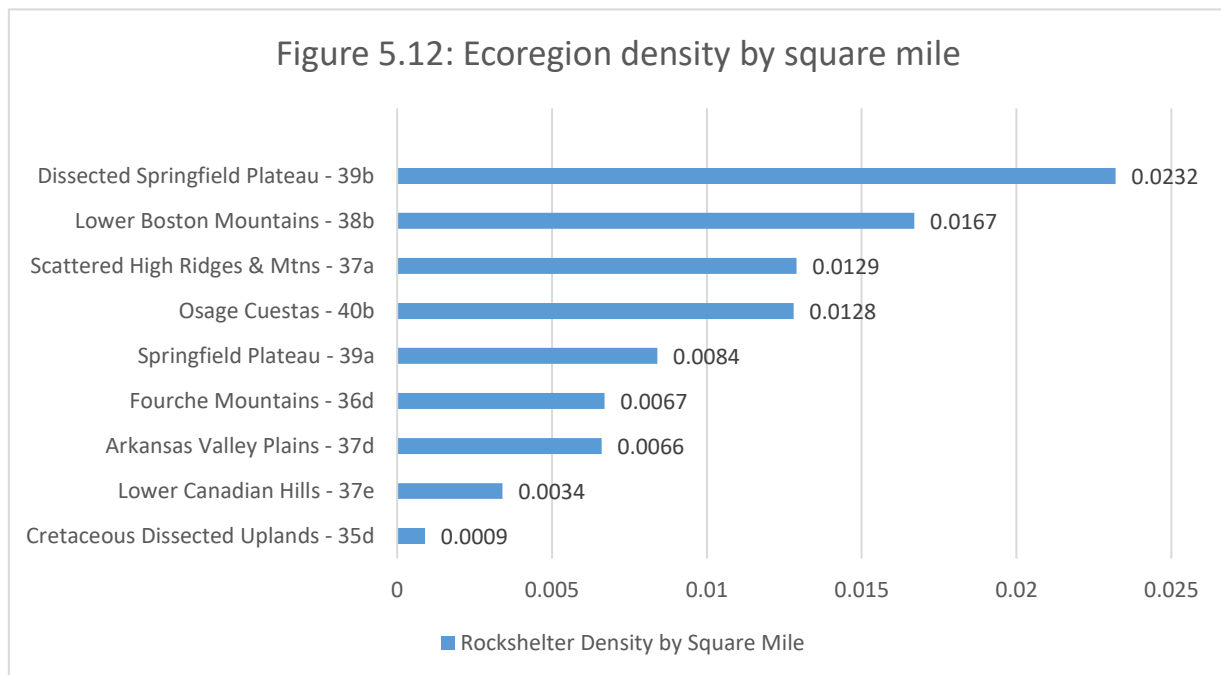 Figure 5.12: Ecoregion density by square mile
Dissected Springfield Plateau - 39b 0.0232
Lower Boston Mountains - 38b 0.0167
Scattered High Ridges & Mtns - 37a 0.0129
Osage Cuestas - 40b 0.0128
Springfield Plateau - 39a 0.0084
Fourche Mountains - 36d 0.0067
Arkansas Valley Plains - 37d 0.0066
Lower Canadian Hills - 37e 0.0034
Cretaceous Dissected Uplands - 35d 0.0009
0 0.005 0.01 0.015 0.02 0.025
Rockshelter Density by Square Mile